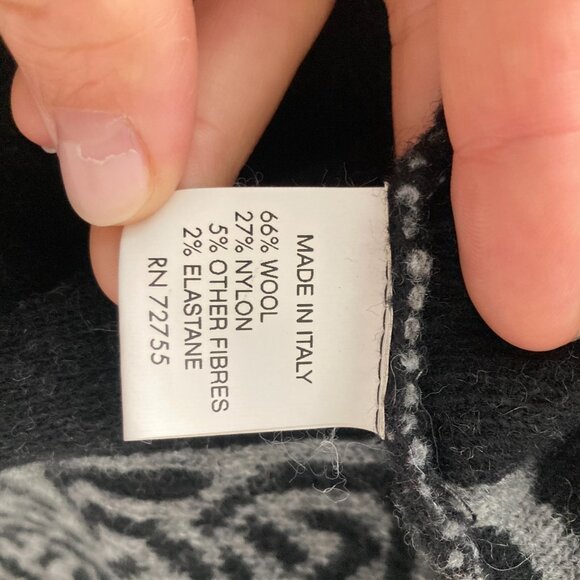 MADE IN ITALY
66% WOOL
27% NYLON
5% OTHER FIBRES
2% ELASTANE
RN 72755